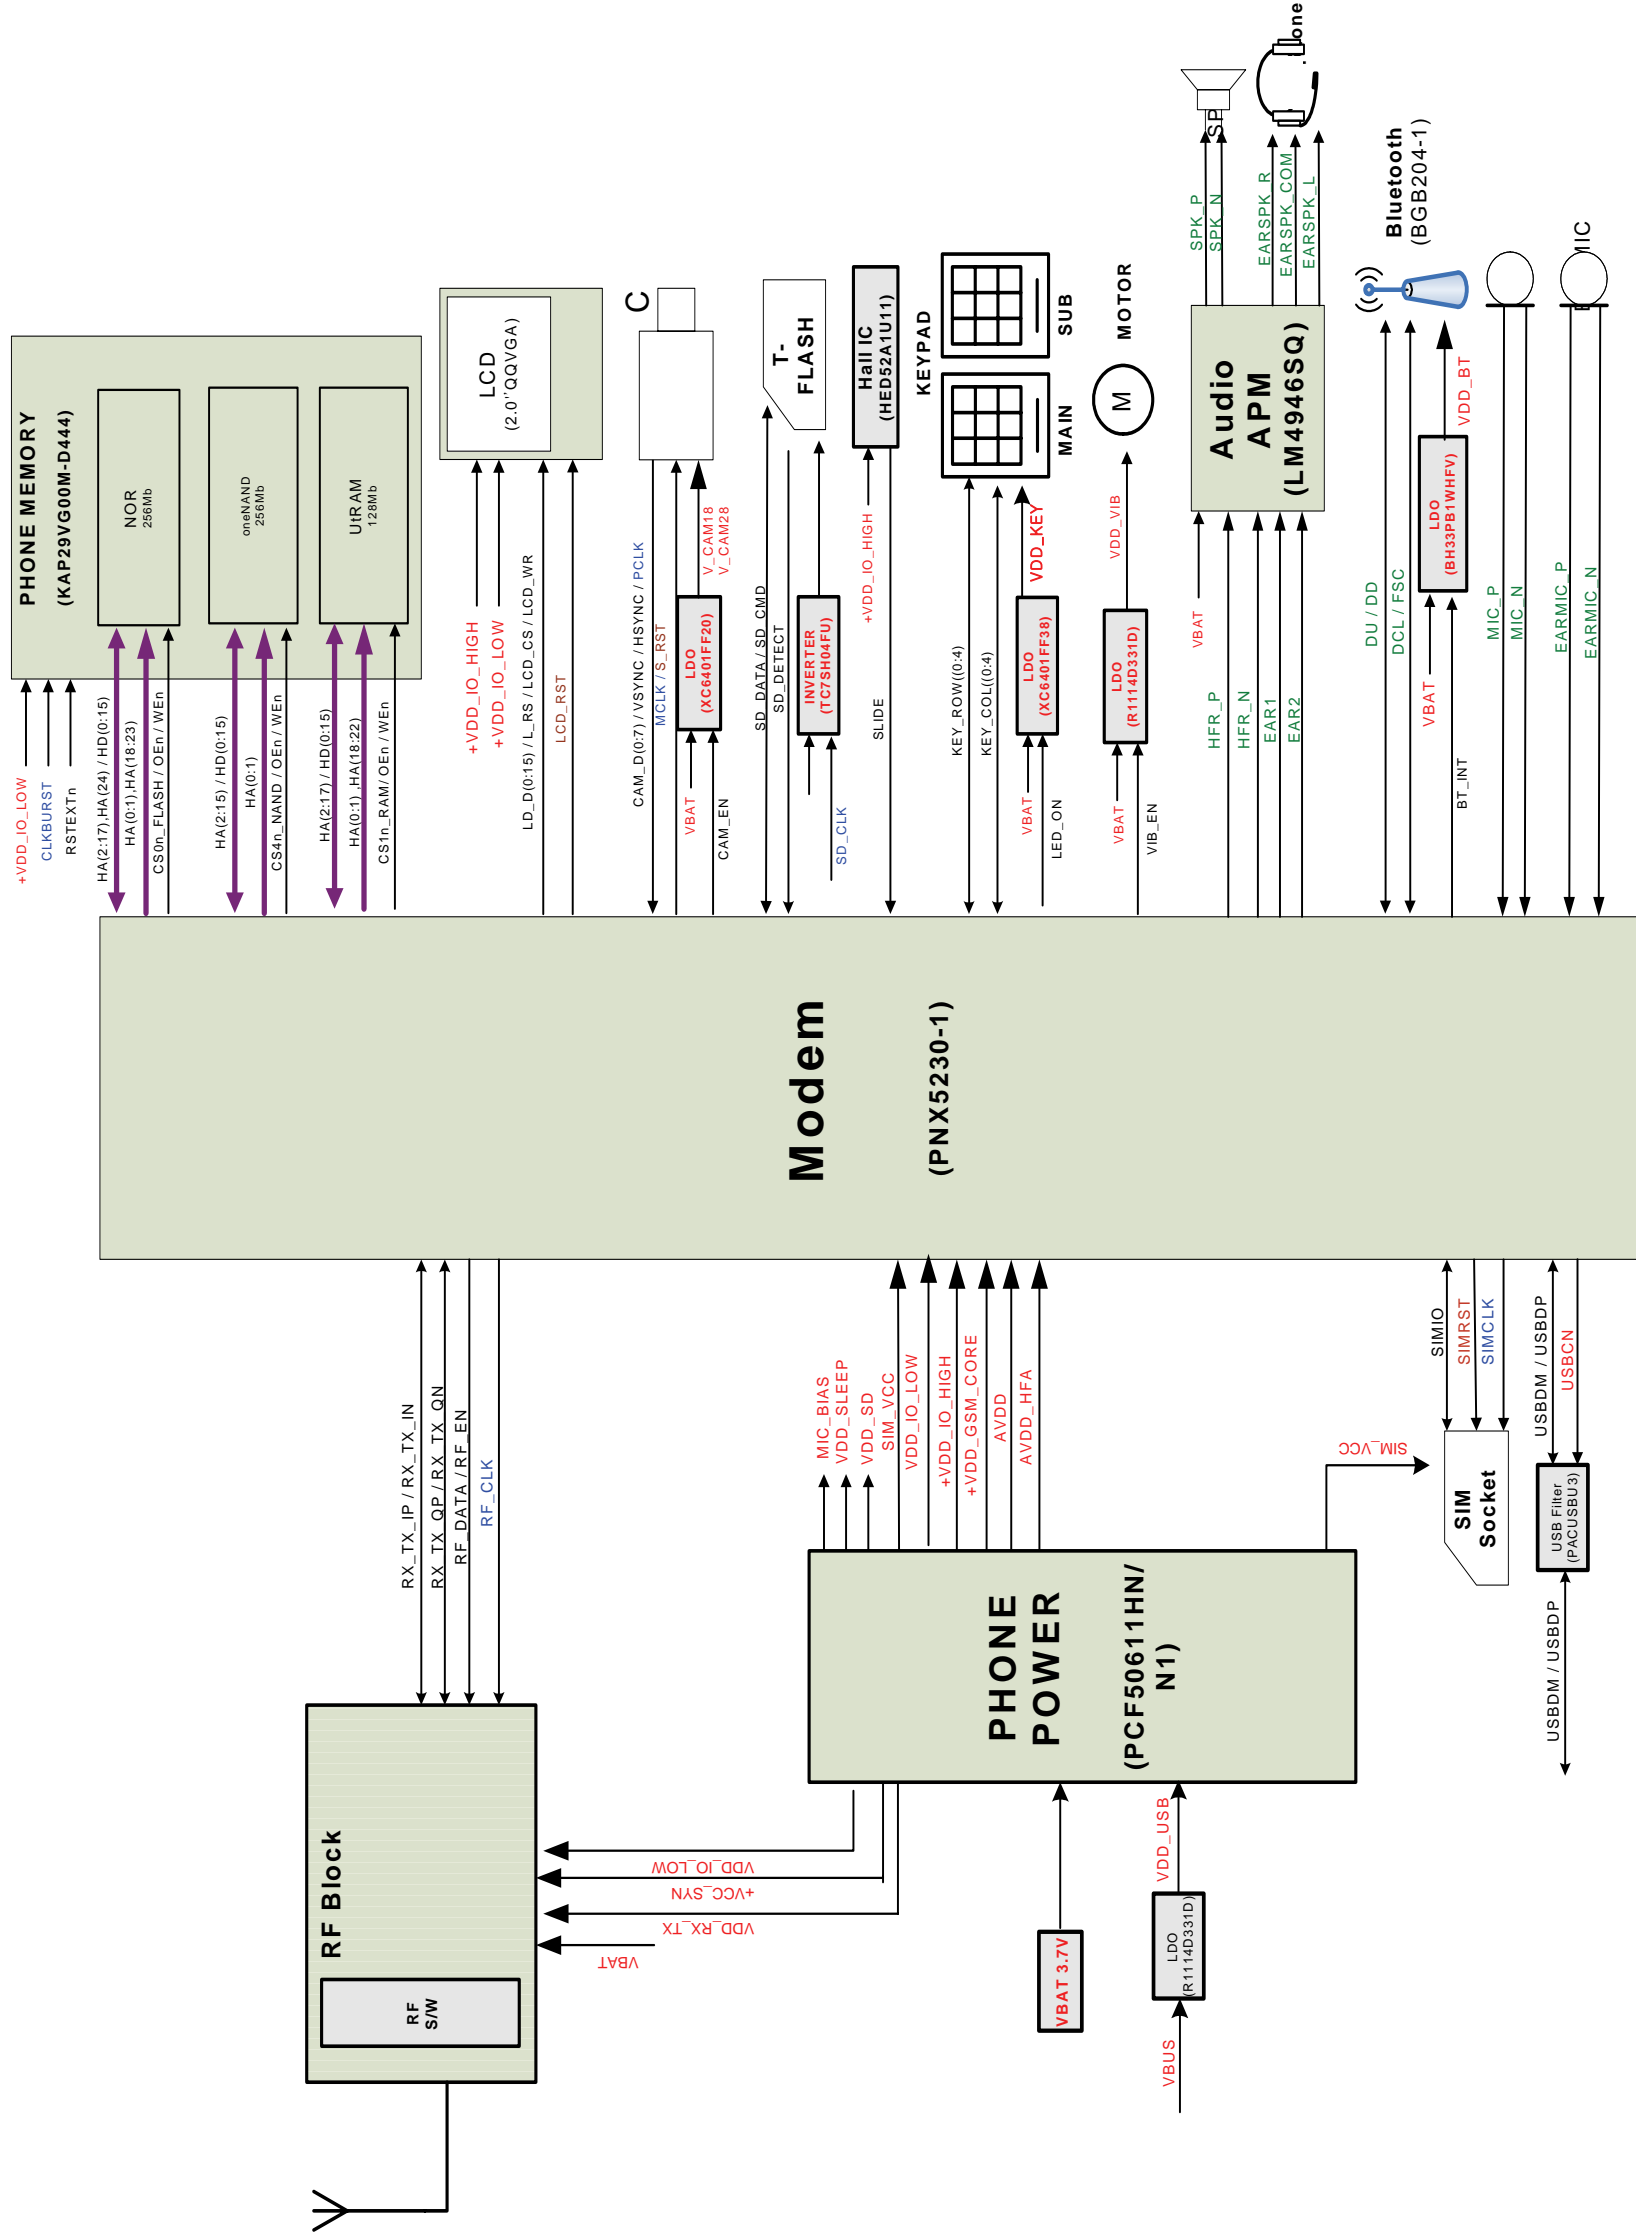 PHONE MEMORY
(KAP29VG00M-D444)
NOR
256Mb
oneNAND
256Mb
UtRAM
128Mb
+VDD_IO_LOW
CLKBURST
RSTEXTn
HA(2:17),HA(24) / HD(0:15)
HA(0:1),HA(18:23)
CS0n_FLASH / OEn / WEn
HA(2:15) / HD(0:15)
HA(0:1)
CS4n_NAND / OEn / WEn
HA(2:17) / HD(0:15)
HA(0:1) ,HA(18:22)
CS1n_RAM/ OEn / WEn
LCD
(2.0"QQVGA)
+VDD_IO_HIGH
+VDD_IO_LOW
LD_D(0:15) / L_RS / LCD_CS / LCD_WR
LCD_RST
C
CAM_D(0:7) / VSYNC / HSYNC / PCLK
MCLK / S_RST
LDO
(XC6401FF20)
V_CAM18
V_CAM28
VBAT
CAM_EN
T-
FLASH
SD_DATA / SD_CMD
SD_DETECT
INVERTER
(TC7SH04FU)
SD_CLK
Hall IC
(HED52A1U11)
+VDD_IO_HIGH
SLIDE
KEYPAD
MAIN
SUB
KEY_ROW((0:4)
KEY_COL((0:4)
VDD_KEY
LDO
(XC6401FF38)
VBAT
LED_ON
MOTOR
M
VDD_VIB
LDO
(R1114D331D)
VBAT
VIB_EN
Audio
APM
(LM4946SQ)
VBAT
HFR_P
HFR_N
EAR1
EAR2
SPK_P
SPK_N
SP
EARSPK_R
EARSPK_COM
EARSPK_L
one
Bluetooth
(BGB204-1)
DU / DD
DCL / FSC
VDD_BT
LDO
(BH33PB1WHFV)
VBAT
BT_INT
MIC_P
MIC_N
EARMIC_P
EARMIC_N
MIC
Modem
(PNX5230-1)
RX_TX_IP / RX_TX_IN
RX_TX_QP / RX_TX_QN
RF_DATA / RF_EN
RF_CLK
MIC_BIAS
VDD_SLEEP
VDD_SD
SIM_VCC
VDD_IO_LOW
+VDD_IO_HIGH
+VDD_GSM_CORE
AVDD
AVDD_HFA
SIM_VCC
SIMIO
SIMRST
SIMCLK
SIM
Socket
USBDM / USBDP
USBCN
USB Filter
(PACUSBU3)
USBDM / USBDP
RF Block
RF
S/W
VDD_IO_LOW
+VCC_SYN
VDD_RX_TX
VBAT
PHONE
POWER
(PCF50611HN/
N1)
VBAT 3.7V
VDD_USB
LDO
(R1114D331D)
VBUS